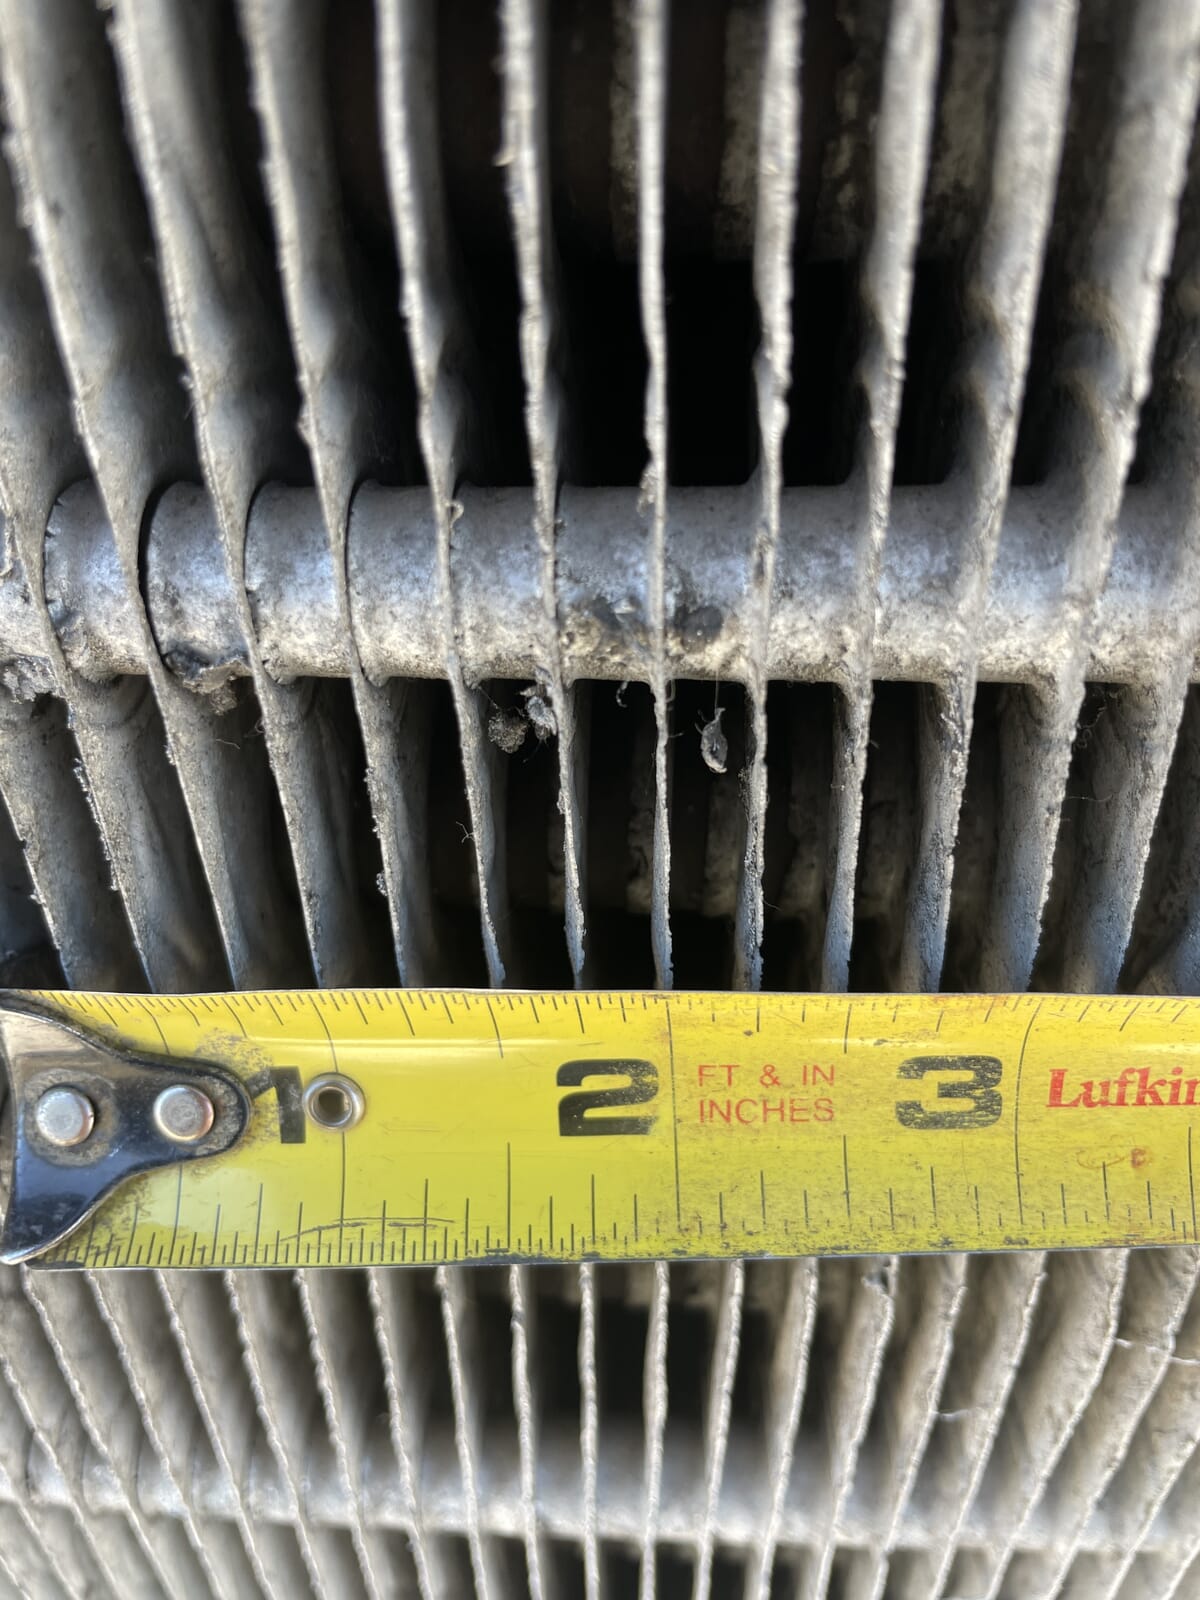 1
2
FT & IN
INCHES
3
Lufkin